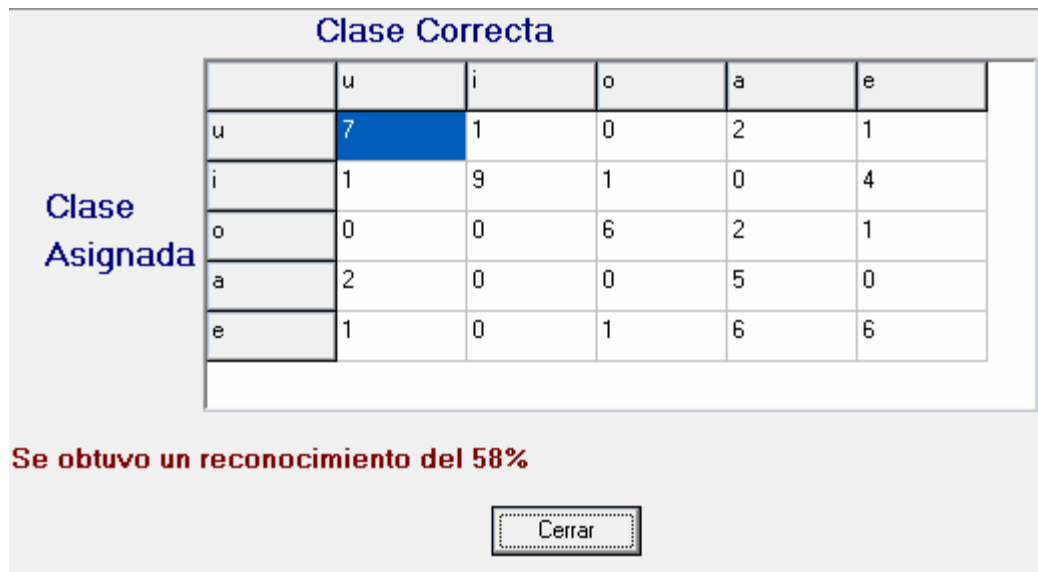 Clase Correcta
u i o a e
u 7 1 0 2 1
i 1 9 1 0 4
Clase
Asignada
o 0 0 6 2 1
a 2 0 0 5 0
e 1 0 1 6 6
Se obtuvo un reconocimiento del 58%
Cerrar